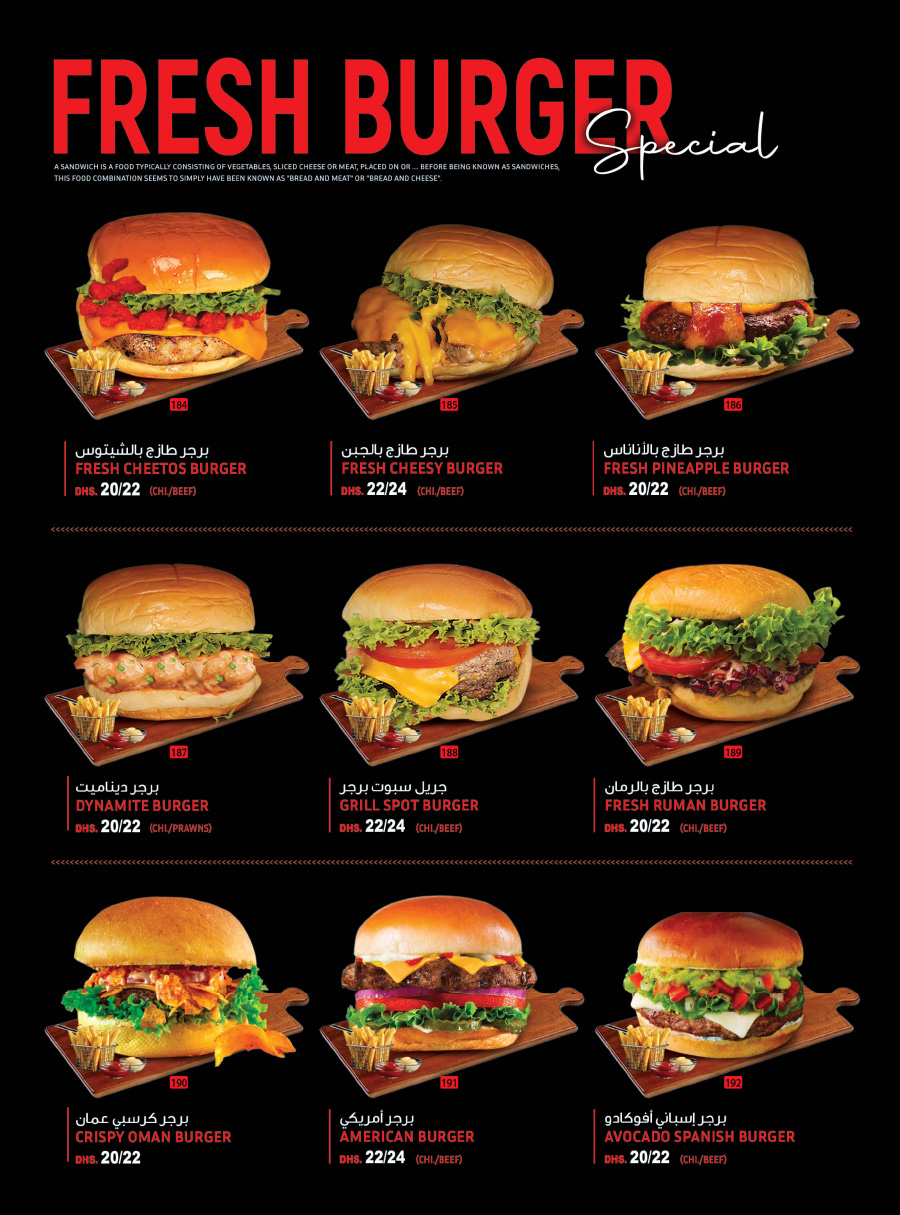 FRESH BURGER
Special
A SANDWICH IS A FOOD TYPICALLY CONSISTING OF VEGETABLES, SLICED CHEESE OR MEAT, PLACED ON OR ... BEFORE BEING KNOWN AS SANDWICHES,
THIS FOOD COMBINATION SEEMS TO SIMPLY HAVE BEEN KNOWN AS "BREAD AND MEAT" OR "BREAD AND CHEESE".
184
برجر طازج بالشيتوس
FRESH CHEETOS BURGER
DHS. 20/22 (CHI./BEEF)
185
برجر طازج بالجبن
FRESH CHEESY BURGER
DHS. 22/24 (CHI./BEEF)
186
برجر طازج بالأناناس
FRESH PINEAPPLE BURGER
DHS. 20/22 (CHI./BEEF)
187
برجر ديناميت
DYNAMITE BURGER
DHS. 20/22 (CHI./PRAWNS)
188
جريل سبوت برجر
GRILL SPOT BURGER
DHS. 22/24 (CHI./BEEF)
189
برجر طازج بالرمان
FRESH RUMAN BURGER
DHS. 20/22 (CHI./BEEF)
190
برجر كرسبي عمان
CRISPY OMAN BURGER
DHS. 20/22
191
برجر أمريكي
AMERICAN BURGER
DHS. 22/24 (CHI./BEEF)
192
برجر إسباني أفوكادو
AVOCADO SPANISH BURGER
DHS. 20/22 (CHI./BEEF)